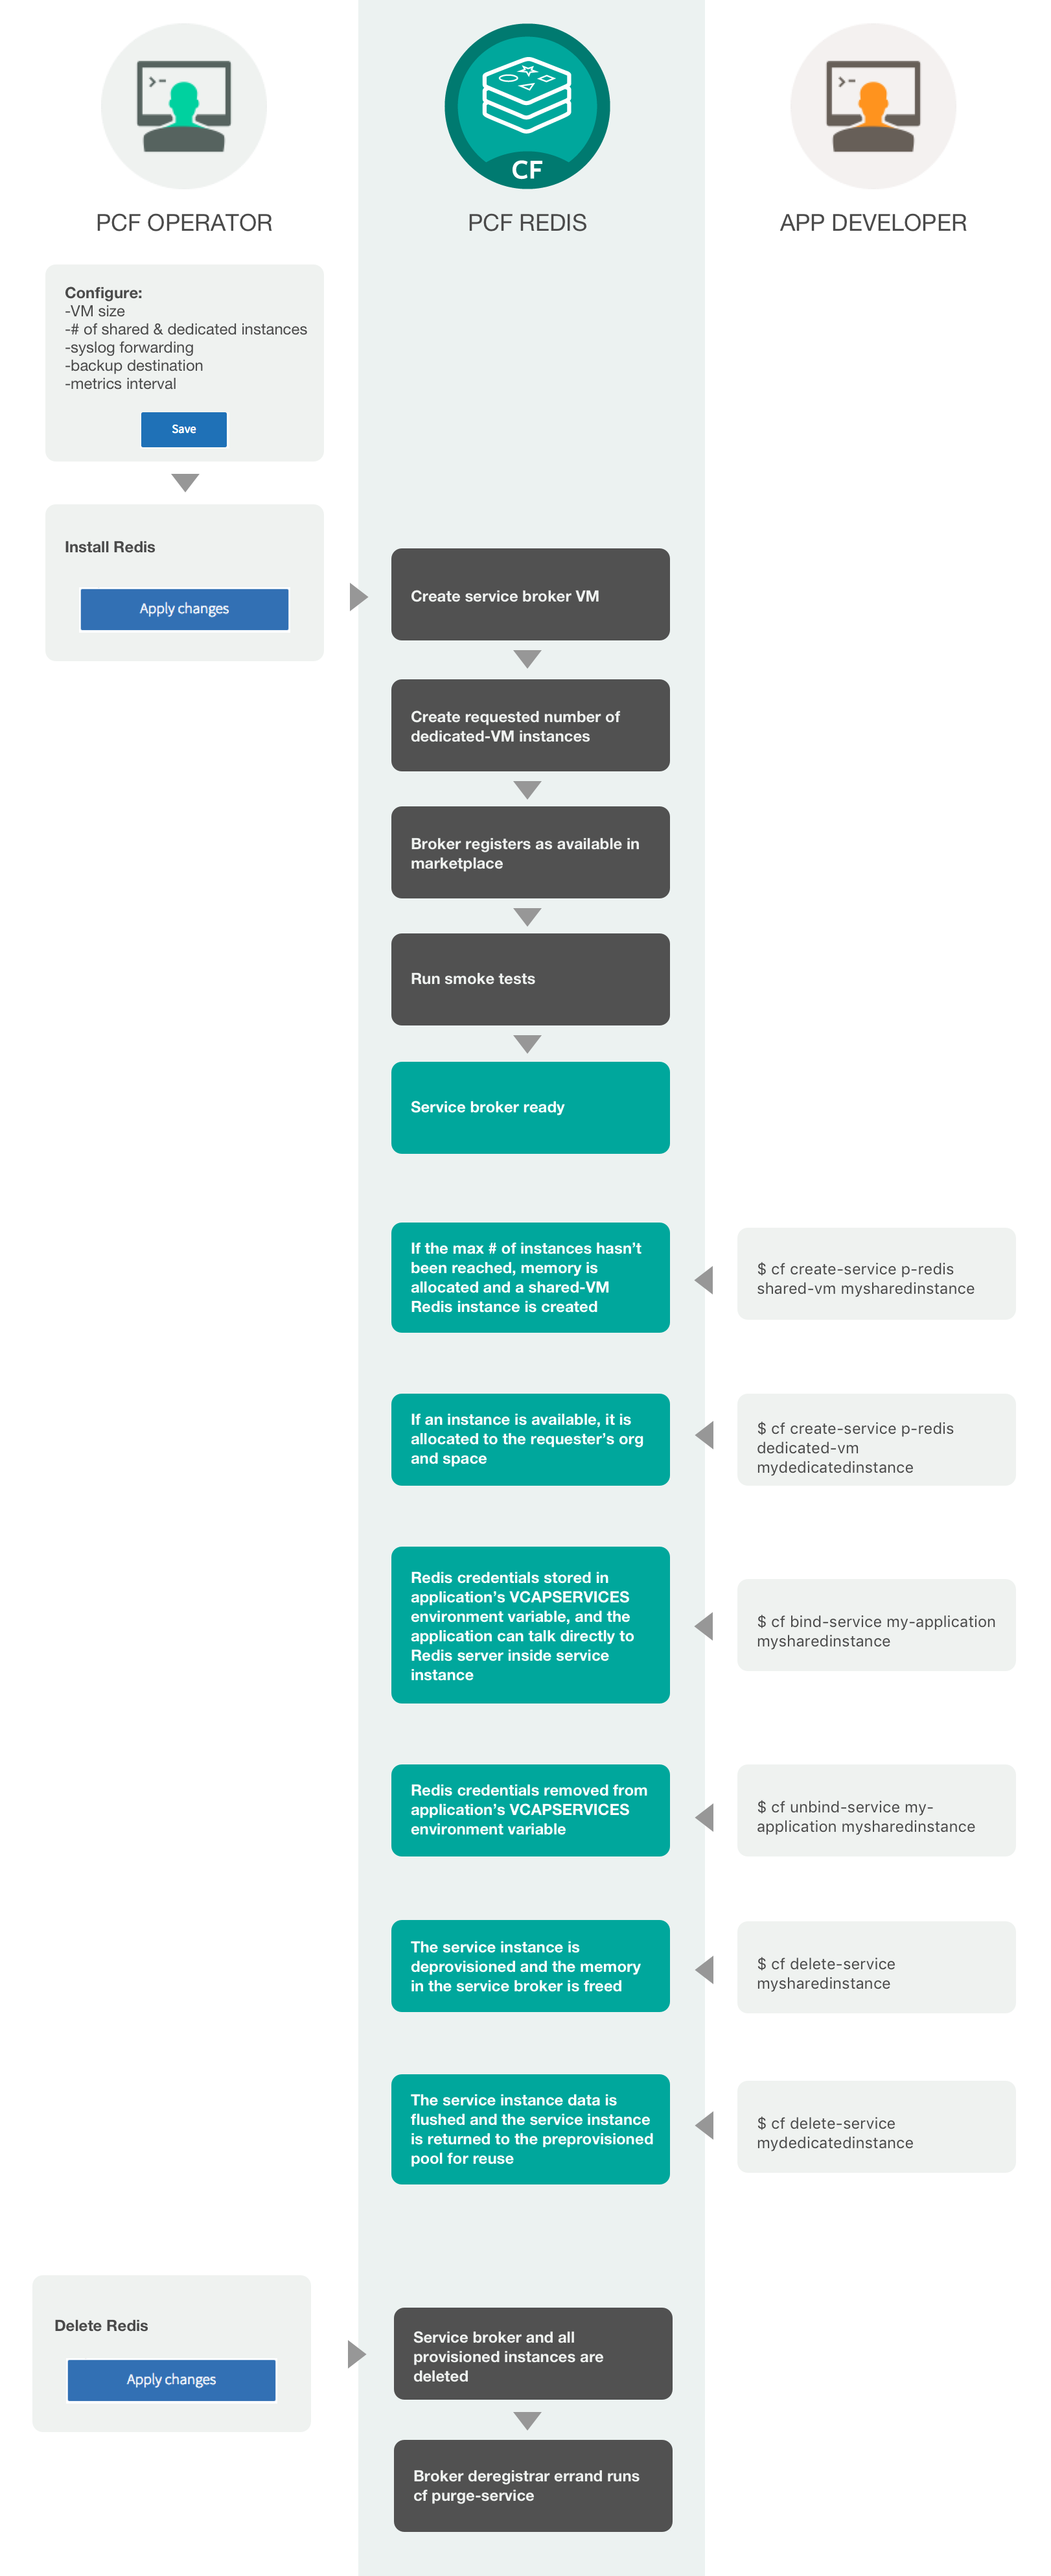 >-
CF
>-
PCF OPERATOR
PCF REDIS
APP DEVELOPER
Configure:
-VM size
-# of shared & dedicated instances
-syslog forwarding
-backup destination
-metrics interval
Save
Install Redis
Apply changes
Create service broker VM
Create requested number of
dedicated-VM instances
Broker registers as available in
marketplace
Run smoke tests
Service broker ready
If the max # of instances hasn’t
been reached, memory is
allocated and a shared-VM
Redis instance is created
$ cf create-service p-redis
shared-vm mysharedinstance
If an instance is available, it is
allocated to the requester’s org
and space
$ cf create-service p-redis
dedicated-vm
mydedicatedinstance
Redis credentials stored in
application’s VCAPSERVICES
environment variable, and the
application can talk directly to
Redis server inside service
instance
$ cf bind-service my-application
mysharedinstance
Redis credentials removed from
application’s VCAPSERVICES
environment variable
$ cf unbind-service my-
application mysharedinstance
The service instance is
deprovisioned and the memory
in the service broker is freed
$ cf delete-service
mysharedinstance
The service instance data is
flushed and the service instance
is returned to the preprovisioned
pool for reuse
$ cf delete-service
mydedicatedinstance
Delete Redis
Apply changes
Service broker and all
provisioned instances are
deleted
Broker deregistrar errand runs
cf purge-service